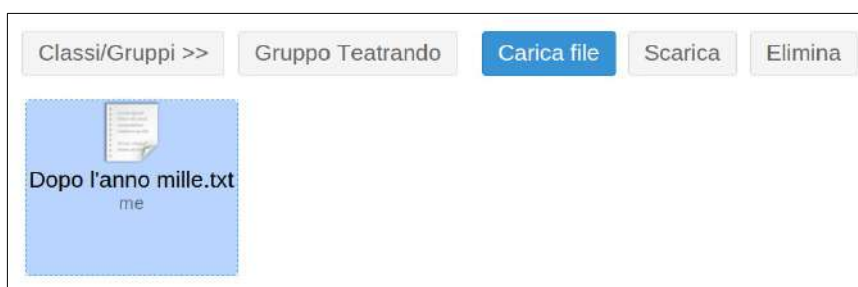 Classi/Gruppi >> Gruppo Teatrando Carica file Scarica Elimina
Dopo l'anno mille.txt
me